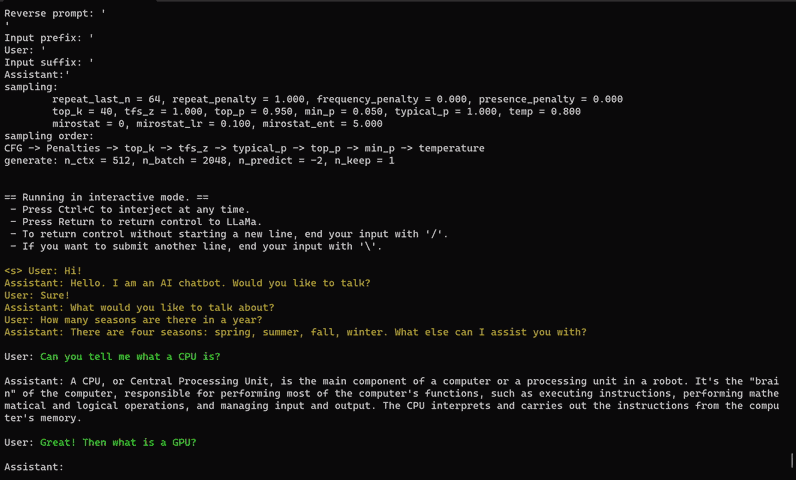 Reverse prompt: '
'
Input prefix: '
User: '
Input suffix: '
Assistant:'
sampling:
repeat_last_n = 64, repeat_penalty = 1.000, frequency_penalty = 0.000, presence_penalty = 0.000
top_k = 40, tfs_z = 1.000, top_p = 0.950, min_p = 0.050, typical_p = 1.000, temp = 0.800
mirostat = 0, mirostat_lr = 0.100, mirostat_ent = 5.000
sampling order:
CFG -> Penalties -> top_k -> tfs_z -> typical_p -> top_p -> min_p -> temperature
generate: n_ctx = 512, n_batch = 2048, n_predict = -2, n_keep = 1
== Running in interactive mode. ==
- Press Ctrl+C to interject at any time.
- Press Return to return control to LLaMa.
- To return control without starting a new line, end your input with '/'.
- If you want to submit another line, end your input with '\'.
<s> User: Hi!
Assistant: Hello. I am an AI chatbot. Would you like to talk?
User: Sure!
Assistant: What would you like to talk about?
User: How many seasons are there in a year?
Assistant: There are four seasons: spring, summer, fall, winter. What else can I assist you with?
User: Can you tell me what a CPU is?
Assistant: A CPU, or Central Processing Unit, is the main component of a computer or a processing unit in a robot. It's the "brai
n" of the computer, responsible for performing most of the computer's functions, such as executing instructions, performing mathe
matical and logical operations, and managing input and output. The CPU interprets and carries out the instructions from the compu
ter's memory.
User: Great! Then what is a GPU?
Assistant: